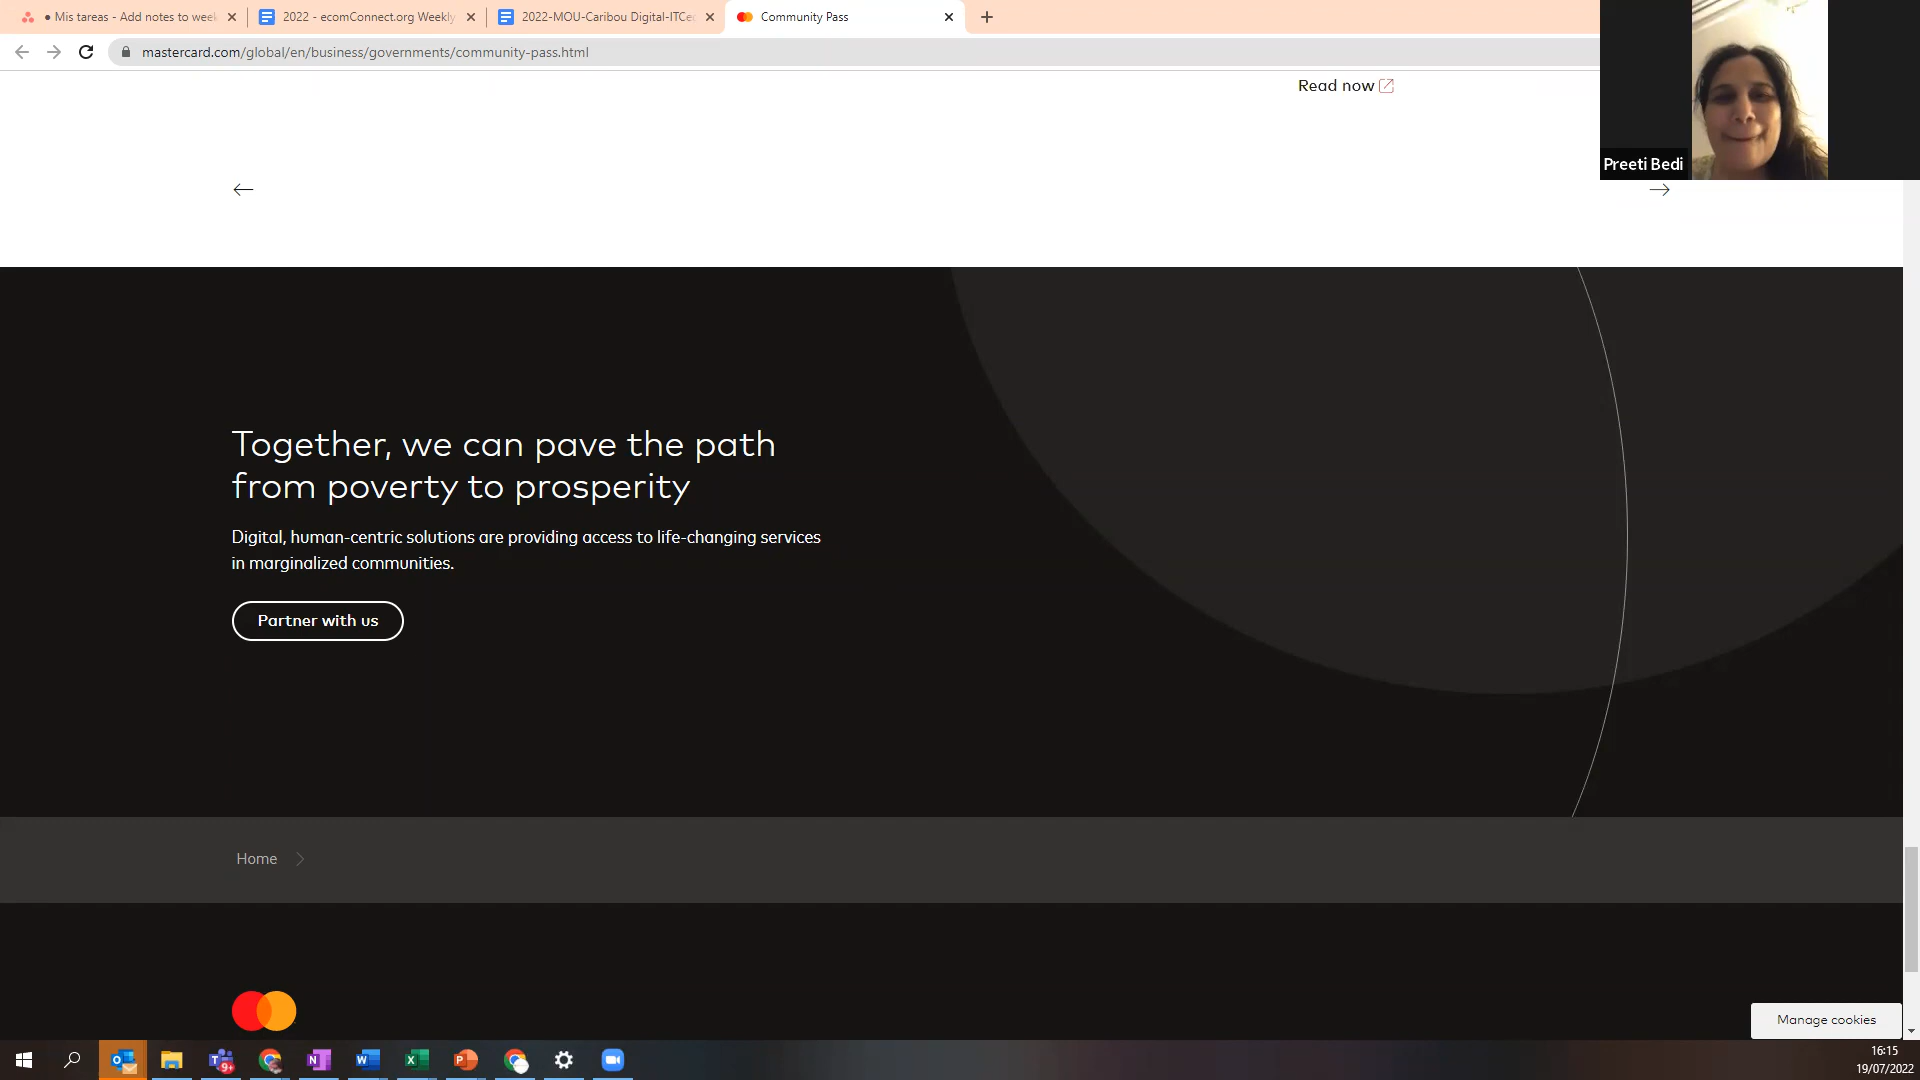 Mis tareas - Add notes to week
2022 - ecomConnect.org Weekly
2022-MOU-Caribou Digital-ITCe
Community Pass
mastercard.com/global/en/business/governments/community-pass.html
Read now
Preeti Bedi
Together, we can pave the path
from poverty to prosperity
Digital, human-centric solutions are providing access to life-changing services
in marginalized communities.
Partner with us
Home
Manage cookies
9+
16:15
19/07/2022